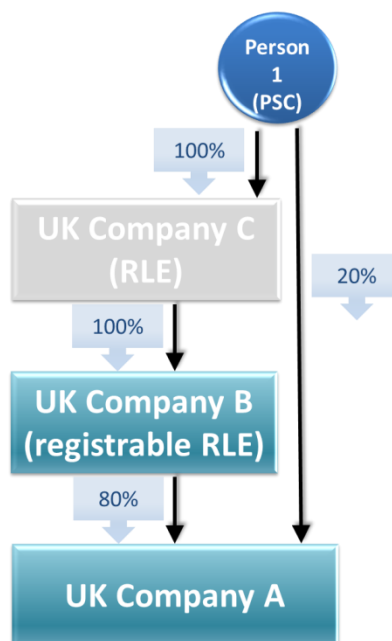 Person
1
(PSC)
100%
UK Company C
(RLE)
20%
100%
UK Company B
(registrable RLE)
80%
UK Company A